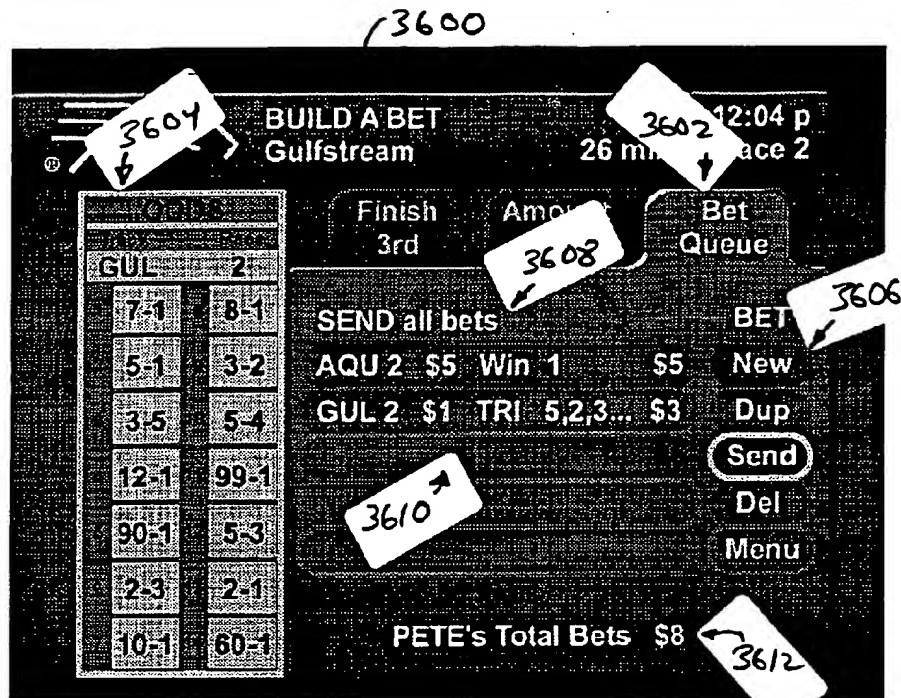 3600
3604
BUILD A BET
3602
12:04 p
Gulfstream
26 mi ace 2
®
ODDS
Finish 3rd
Amount
Bet Queue
GUL 2
3608
3606
7-1 8-1
SEND all bets
BET
5-1 3-2
AQU 2 $5 Win 1 $5
New
3-5 5-4
GUL 2 $1 TRI 5,2,3... $3
Dup
12-1 99-1
Send
3610
Del
90-1 5-3
Menu
2-3 2-1
10-1 60-1
PETE's Total Bets $8
3612